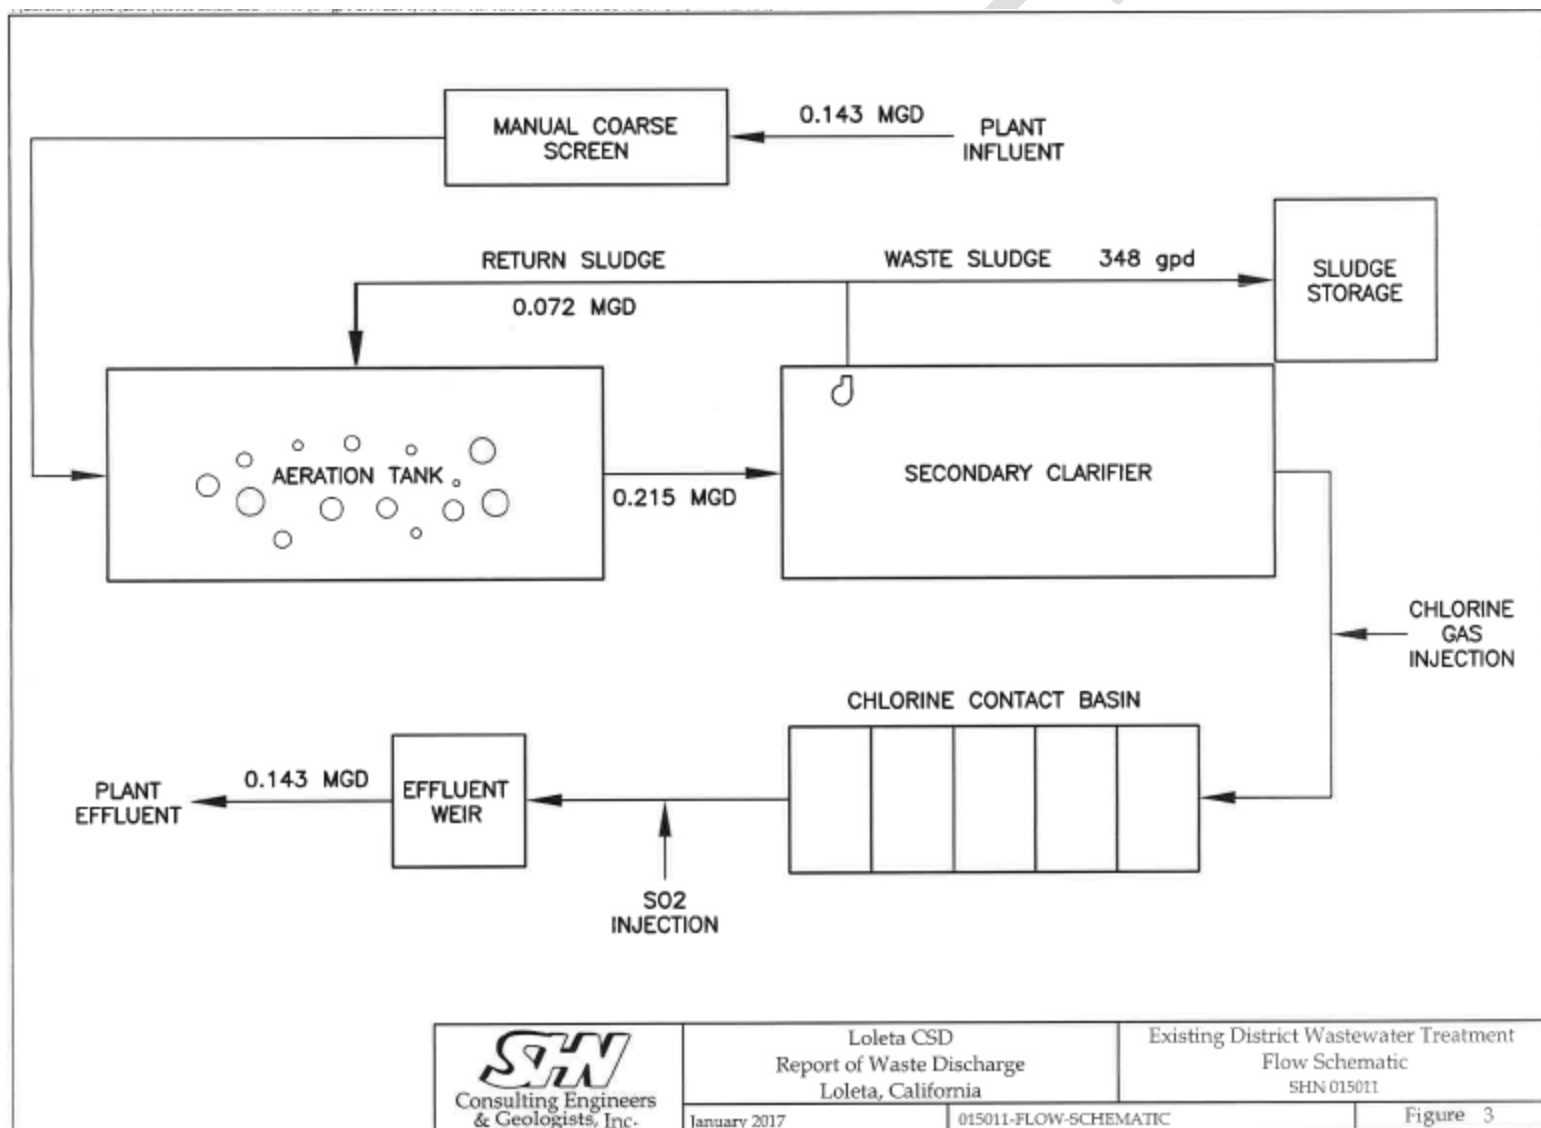 0.143 MGD
PLANT
INFLUENT
MANUAL COARSE
SCREEN
RETURN SLUDGE
0.072 MGD
WASTE SLUDGE 348 gpd
SLUDGE
STORAGE
AERATION TANK
0.215 MGD
SECONDARY CLARIFIER
CHLORINE
GAS
INJECTION
CHLORINE CONTACT BASIN
PLANT
EFFLUENT
0.143 MGD
EFFLUENT
WEIR
SO2
INJECTION
SHN
Consulting Engineers
& Geologists, Inc.
Loleta CSD
Report of Waste Discharge
Loleta, California
Existing District Wastewater Treatment
Flow Schematic
SHN 015011
January 2017
015011-FLOW-SCHEMATIC
Figure 3